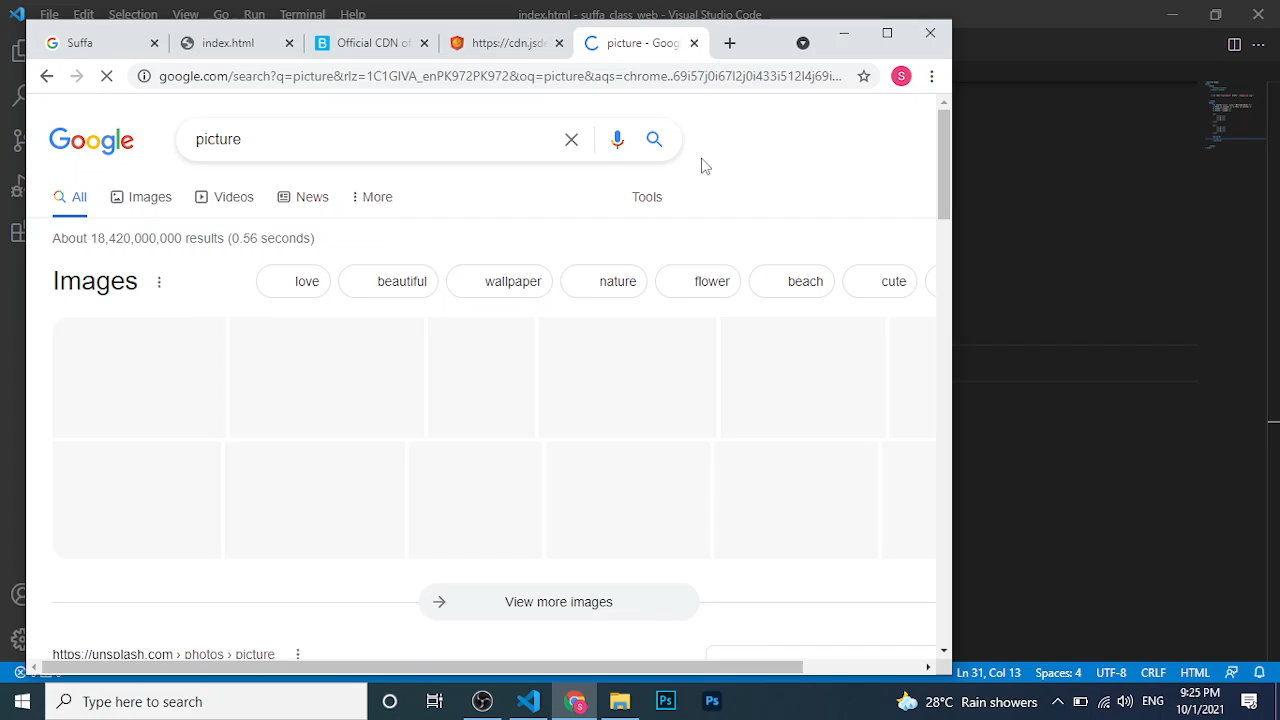 File Edit Selection View Go Run Terminal Help index.html - suffa_class_web - Visual Studio Code
Suffa index.html Official CDN of https://cdn.jsde picture - Goog
google.com/search?q=picture&rlz=1C1GIVA_enPK972PK972&oq=picture&aqs=chrome..69i57j0i67l2j0i433i512l4j69i...
S
Google picture
All Images Videos News More Tools
About 18,420,000,000 results (0.56 seconds)
Images love beautiful wallpaper nature flower beach cute
View more images
https://unsplash.com › photos › picture
Ln 31, Col 13 Spaces: 4 UTF-8 CRLF HTML
Type here to search S Ps Ps 28°C Rain showers ENG 9:25 PM
10/1/2021